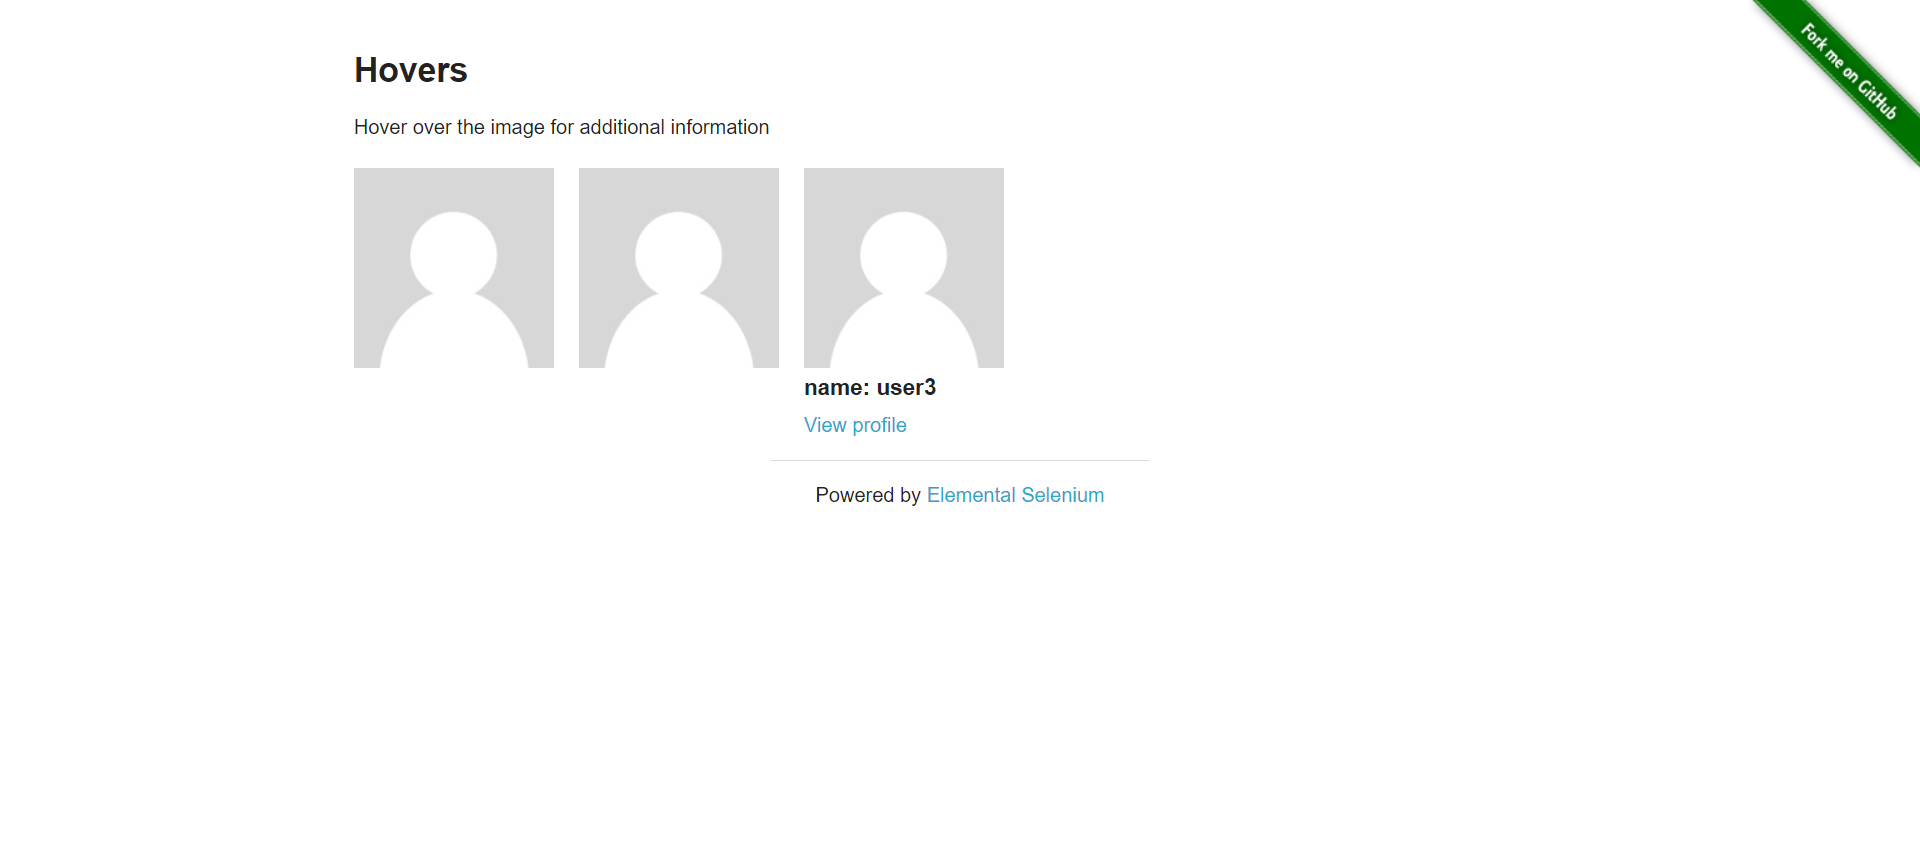 Fork me on GitHub
Hovers
Hover over the image for additional information
name: user3
View profile
Powered by Elemental Selenium